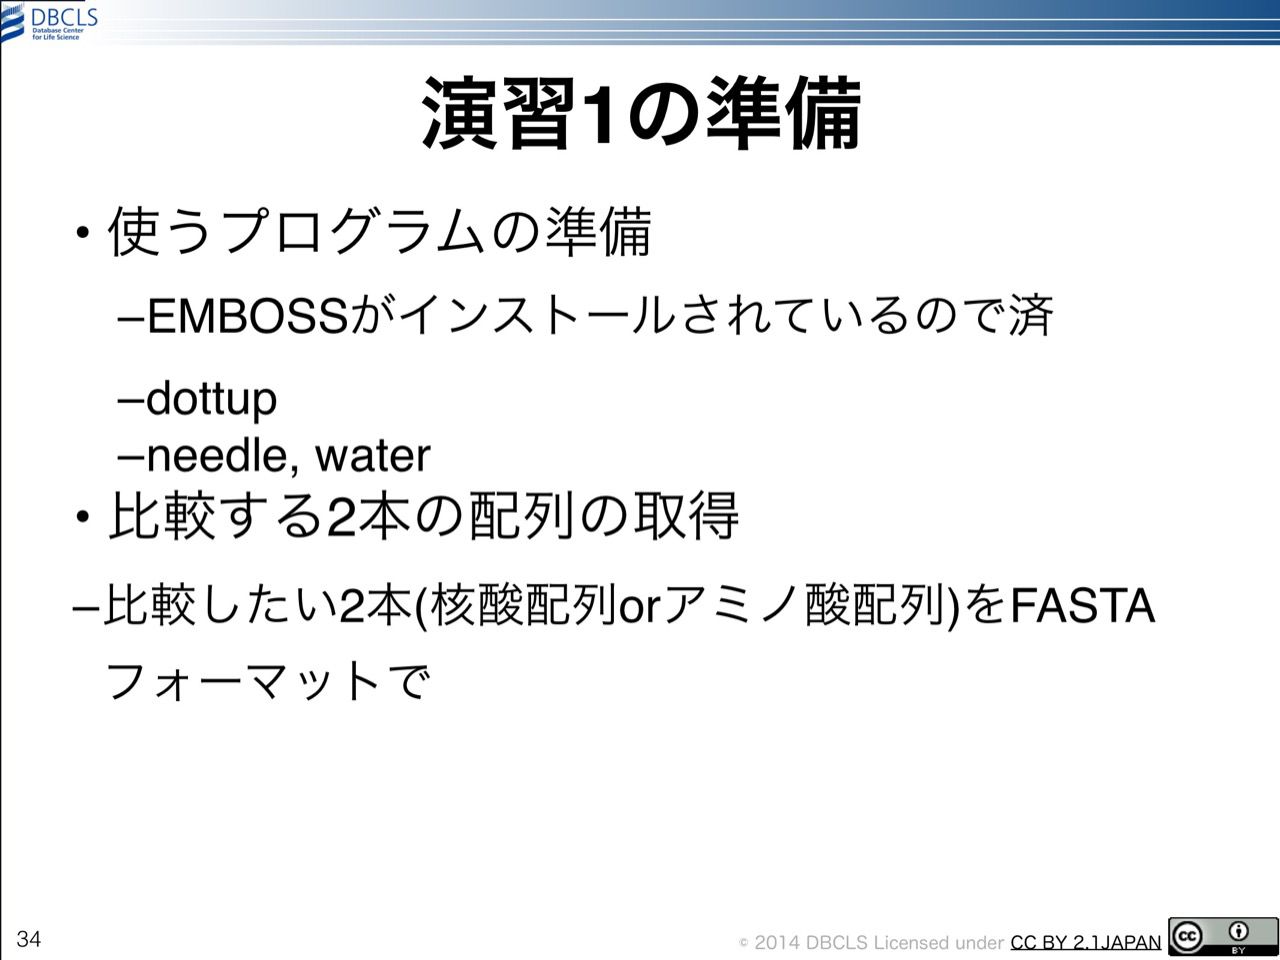 DBCLS
Database Center
for Life Science
演習1の準備
• 使うプログラムの準備
–EMBOSSがインストールされているので済
–dottup
–needle, water
• 比較する2本の配列の取得
–比較したい2本(核酸配列orアミノ酸配列)をFASTA
フォーマットで
34
© 2014 DBCLS Licensed under CC BY 2.1JAPAN
cc
BY